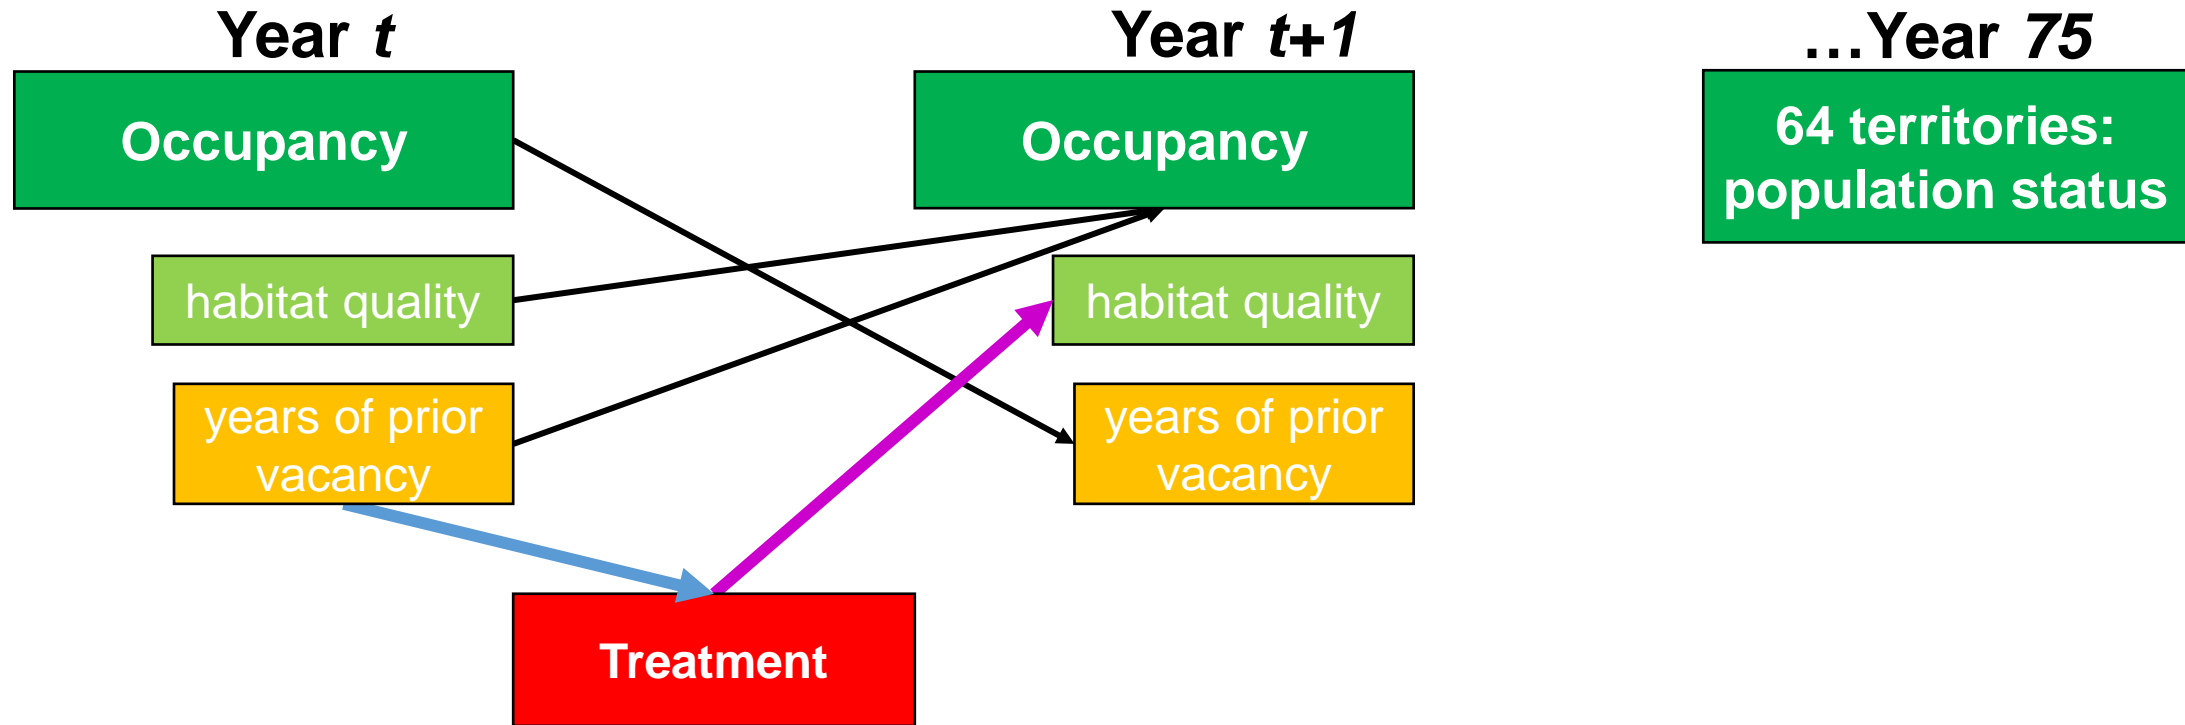 Year t
Occupancy
habitat quality
years of prior
vacancy
Treatment
Year t+1
Occupancy
habitat quality
years of prior
vacancy
...Year 75
64 territories:
population status